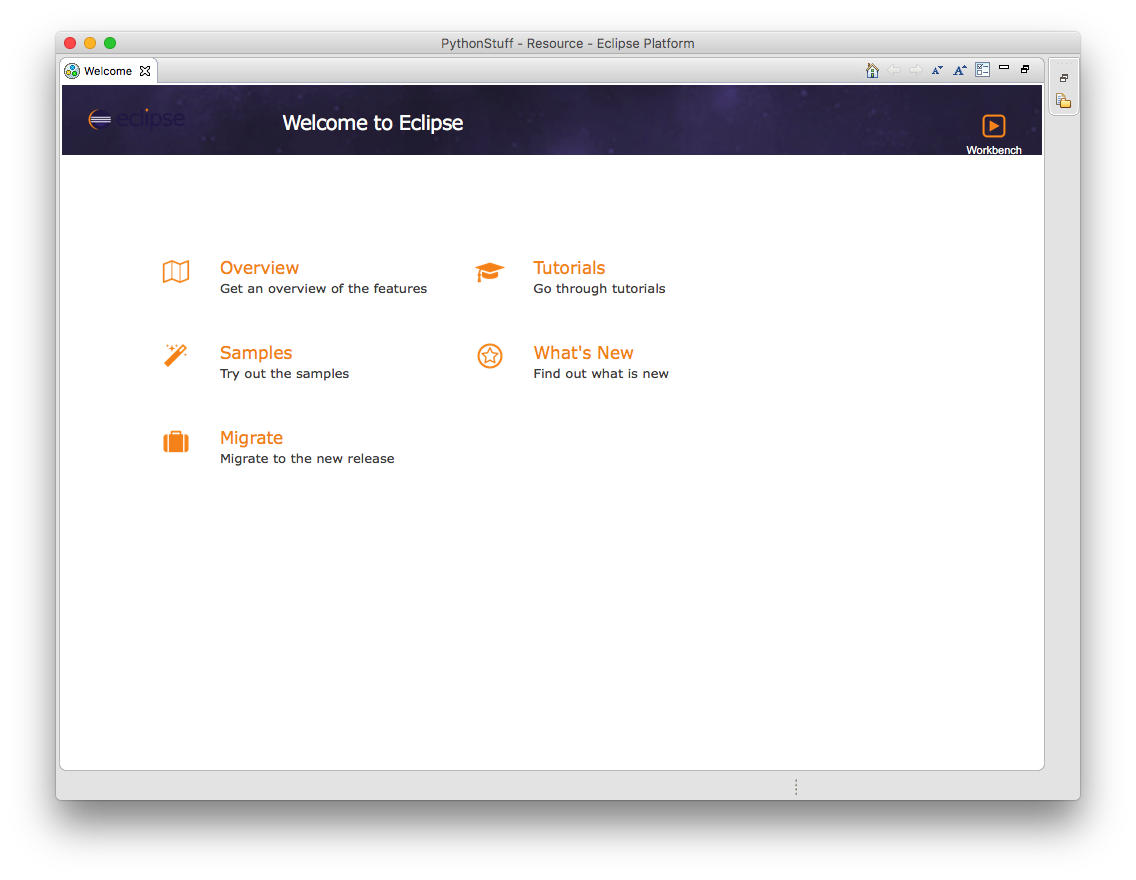 PythonStuff - Resource - Eclipse Platform
Welcome
eclipse
Welcome to Eclipse
Workbench
Overview
Get an overview of the features
Tutorials
Go through tutorials
Samples
Try out the samples
What's New
Find out what is new
Migrate
Migrate to the new release